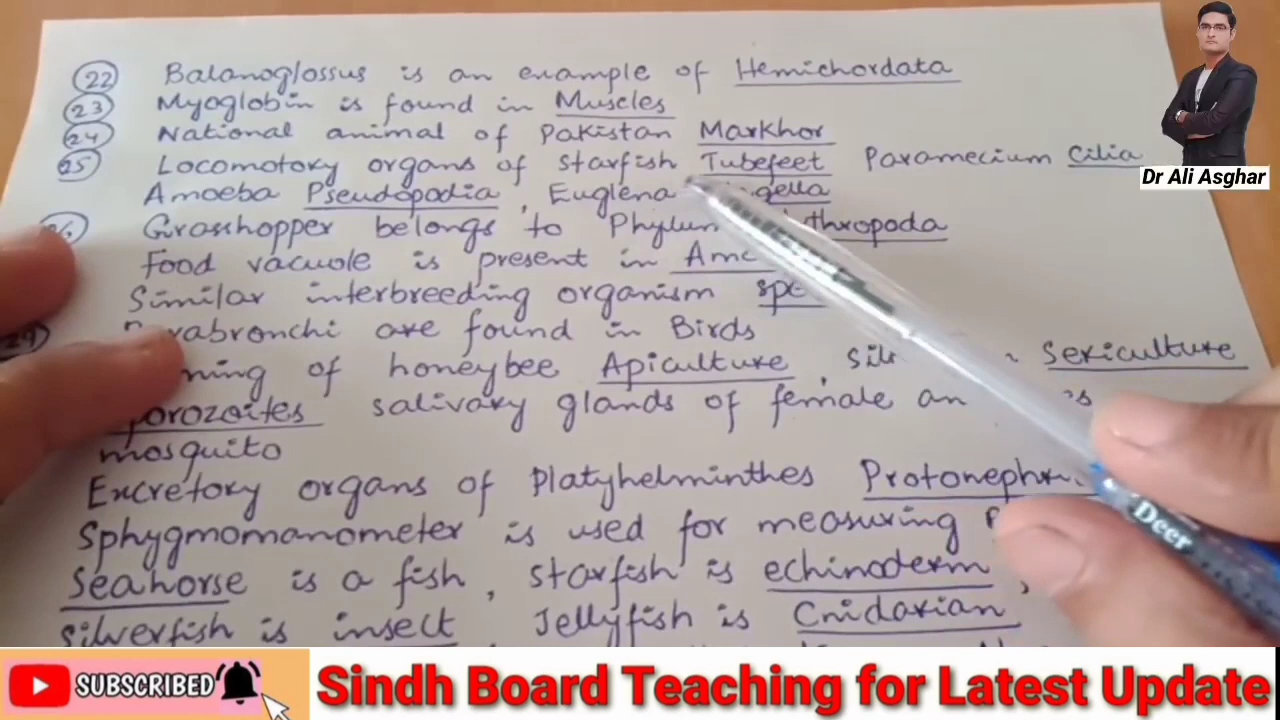 22 Balanoglossus is an example of Hemichordata
23 Myoglobin is found in Muscles
24 National animal of Pakistan Markhor
25 Locomotory organs of starfish Tubefeet Paramecium Cilia
Amoeba Pseudopodia, Euglena
Grasshopper belongs to
Food vacuole is present in
Similar interbreeding organism
29 are found in Birds
of honeybee Apiculture, Sericulture
salivary glands of female
mosquito
Excretory organs of Platyhelminthes
Sphygmomanometer is used for measuring
Seahorse is a fish, starfish is echinoderm,
silverfish is insect, Jellyfish is Cnidarian
Dr Ali Asghar
Deer
SUBSCRIBED
Sindh Board Teaching for Latest Update